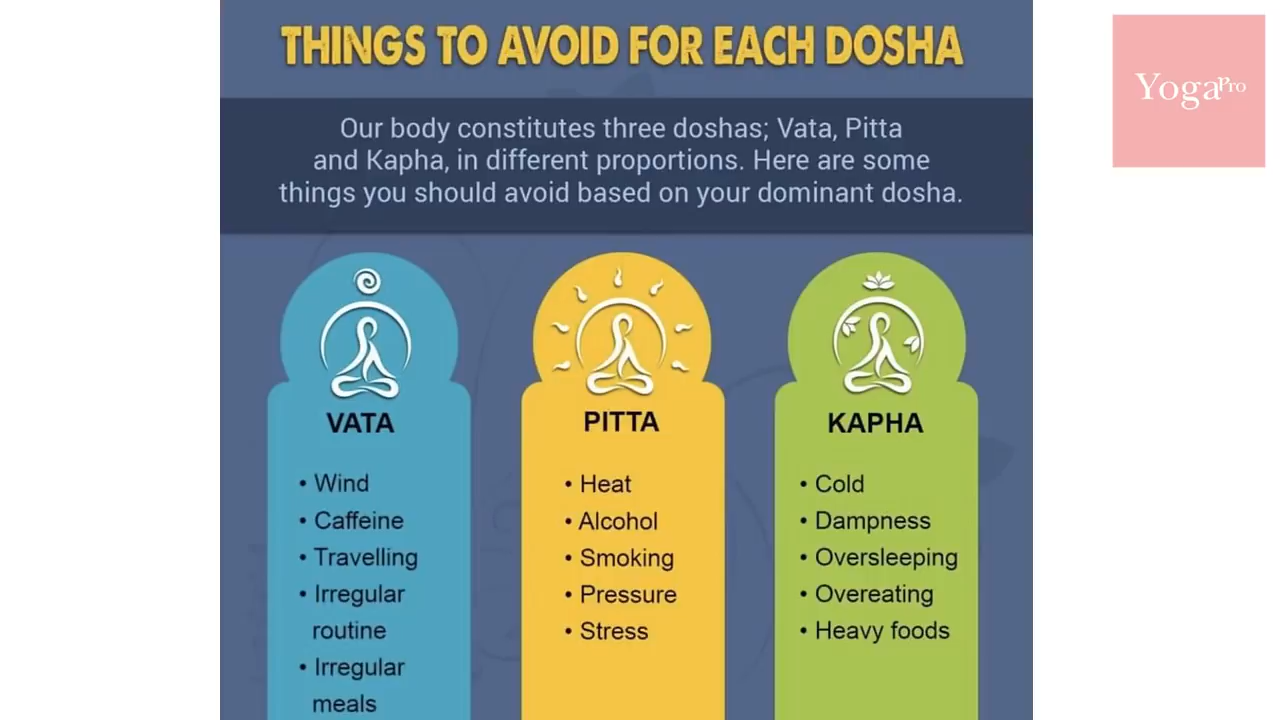 THINGS TO AVOID FOR EACH DOSHA
YogaPro
Our body constitutes three doshas; Vata, Pitta
and Kapha, in different proportions. Here are some
things you should avoid based on your dominant dosha.
VATA
• Wind
• Caffeine
• Travelling
• Irregular
routine
• Irregular
meals
PITTA
• Heat
• Alcohol
• Smoking
• Pressure
• Stress
KAPHA
• Cold
• Dampness
• Oversleeping
• Overeating
• Heavy foods